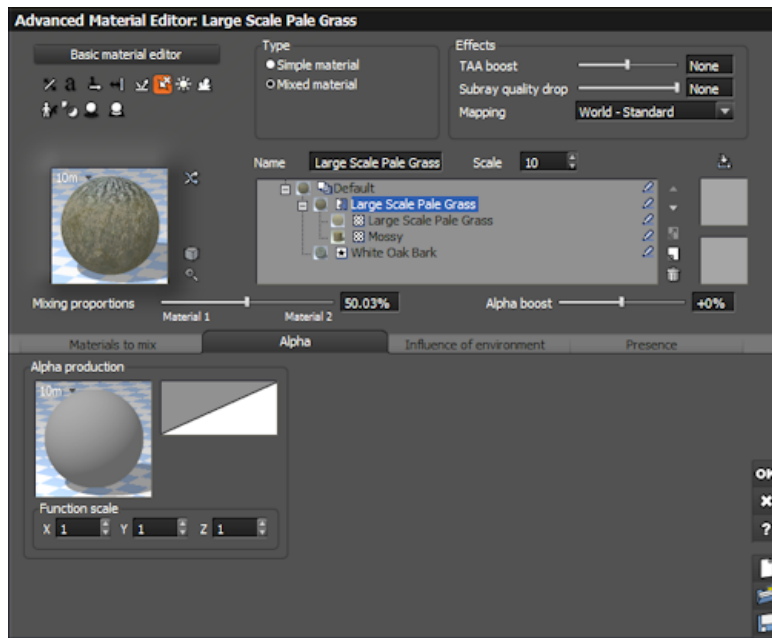 Advanced Material Editor: Large Scale Pale Grass
Basic material editor
Type
Simple material
Mixed material
Effects
TAA boost None
Subray quality drop None
Mapping World - Standard
Name Large Scale Pale Grass Scale 10
10m
Default
Large Scale Pale Grass
Large Scale Pale Grass
Mossy
White Oak Bark
Mixing proportions 50.03% Alpha boost +0%
Material 1 Material 2
Materials to mix Alpha Influence of environment Presence
Alpha production
10m
Function scale
X 1 Y 1 Z 1
OK
?